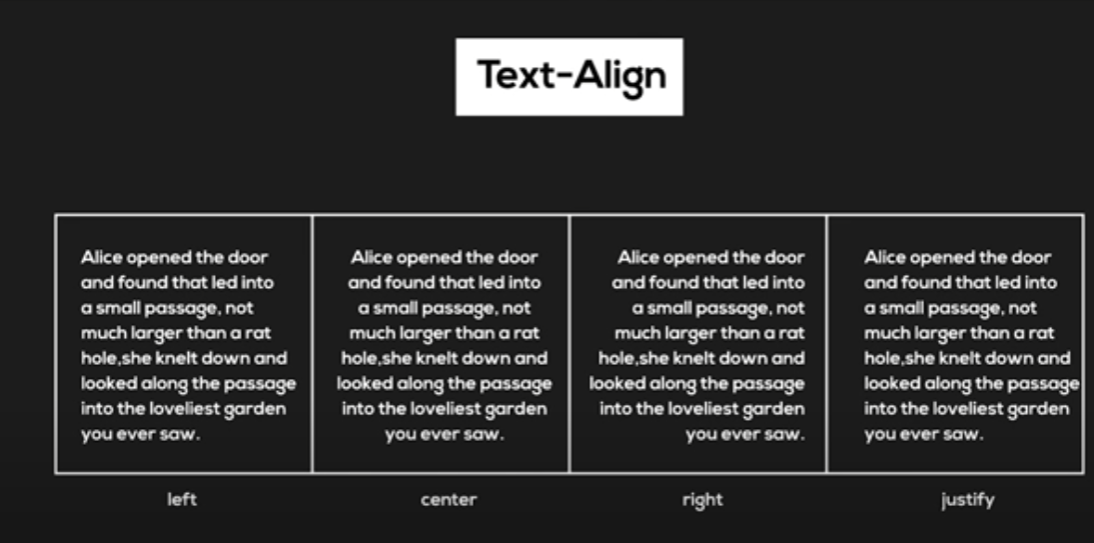 Text-Align
Alice opened the door
and found that led into
a small passage, not
much larger than a rat
hole,she knelt down and
looked along the passage
into the loveliest garden
you ever saw.
left
Alice opened the door
and found that led into
a small passage, not
much larger than a rat
hole,she knelt down and
looked along the passage
into the loveliest garden
you ever saw.
center
Alice opened the door
and found that led into
a small passage, not
much larger than a rat
hole,she knelt down and
looked along the passage
into the loveliest garden
you ever saw.
right
Alice opened the door
and found that led into
a small passage, not
much larger than a rat
hole,she knelt down and
looked along the passage
into the loveliest garden
you ever saw.
justify